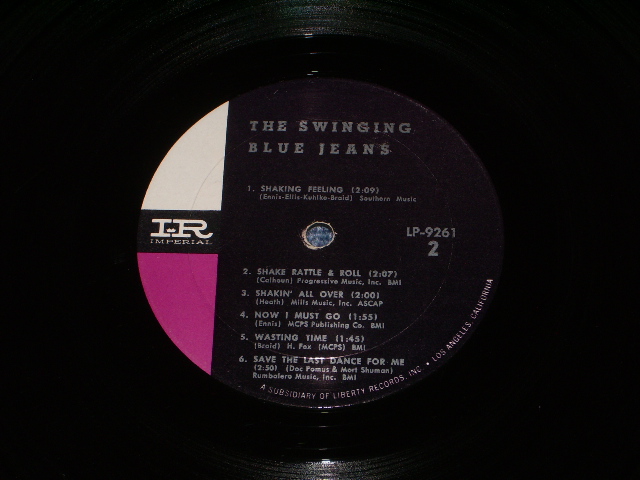 THE SWINGING
BLUE JEANS
1. SHAKING FEELING (2:09)
(Ennis-Ellis-Kuhlke-Braid) Southern Music
I-R
IMPERIAL
LP-9261
2
2. SHAKE RATTLE & ROLL (2:07)
(Calhoun) Progressive Music, Inc. BMI
3. SHAKIN' ALL OVER (2:00)
(Heath) Mills Music, Inc. ASCAP
4. NOW I MUST GO (1:55)
(Ennis) MCPS Publishing Co. BMI
5. WASTING TIME (1:45)
(Braid) H. Fox (MCPS) BMI
6. SAVE THE LAST DANCE FOR ME
(2:50) (Doc Pomus & Mort Shuman)
Rumbalero Music, Inc. BMI
A SUBSIDIARY OF LIBERTY RECORDS, INC. • LOS ANGELES, CALIFORNIA